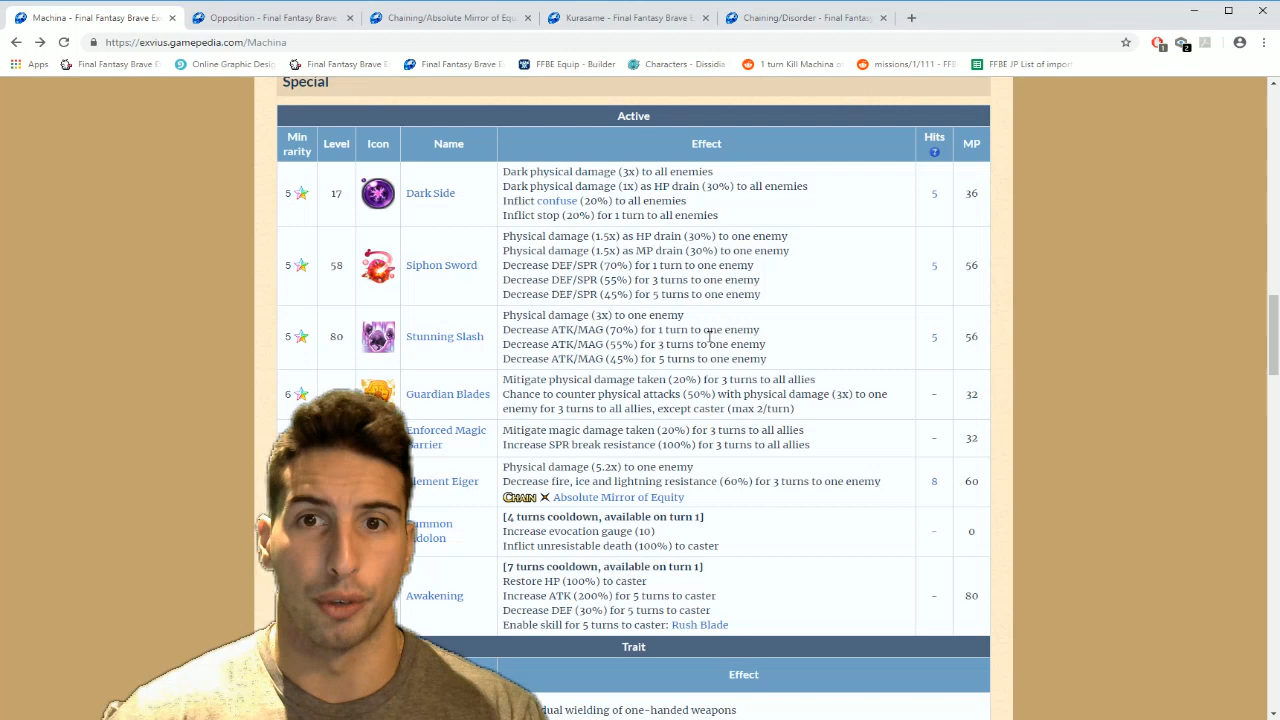 Machina - Final Fantasy Brave Ex
Opposition - Final Fantasy Brave
Chaining/Absolute Mirror of Equi
Kurasame - Final Fantasy Brave E
Chaining/Disorder - Final Fantasy
https://exvius.gamepedia.com/Machina
1
2
Apps
Final Fantasy Brave Ex
Online Graphic Desig
Final Fantasy Brave E
FFBE Equip - Builder
Characters - Dissidia
1 turn Kill Machina o
missions/1/111 - FFB
FFBE JP List of impor
Special
Active
Min rarity Level Icon Name Effect Hits MP
5 17 Dark Side 5 36
Dark physical damage (3x) to all enemies
Dark physical damage (1x) as HP drain (30%) to all enemies
Inflict confuse (20%) to all enemies
Inflict stop (20%) for 1 turn to all enemies
5 58 Siphon Sword 5 56
Physical damage (1.5x) as HP drain (30%) to one enemy
Physical damage (1.5x) as MP drain (30%) to one enemy
Decrease DEF/SPR (70%) for 1 turn to one enemy
Decrease DEF/SPR (55%) for 3 turns to one enemy
Decrease DEF/SPR (45%) for 5 turns to one enemy
5 80 Stunning Slash 5 56
Physical damage (3x) to one enemy
Decrease ATK/MAG (70%) for 1 turn to one enemy
Decrease ATK/MAG (55%) for 3 turns to one enemy
Decrease ATK/MAG (45%) for 5 turns to one enemy
6 Guardian Blades - 32
Mitigate physical damage taken (20%) for 3 turns to all allies
Chance to counter physical attacks (50%) with physical damage (3x) to one
enemy for 3 turns to all allies, except caster (max 2/turn)
Enforced Magic - 32
Mitigate magic damage taken (20%) for 3 turns to all allies
Increase SPR break resistance (100%) for 3 turns to all allies
Eiger 8 60
Physical damage (5.2x) to one enemy
Decrease fire, ice and lightning resistance (60%) for 3 turns to one enemy
CHAIN Absolute Mirror of Equity
- 0
[4 turns cooldown, available on turn 1]
Increase evocation gauge (10)
Inflict unresistable death (100%) to caster
Awakening - 80
[7 turns cooldown, available on turn 1]
Restore HP (100%) to caster
Increase ATK (200%) for 5 turns to caster
Decrease DEF (30%) for 5 turns to caster
Enable skill for 5 turns to caster: Rush Blade
Trait
Effect
dual wielding of one-handed weapons